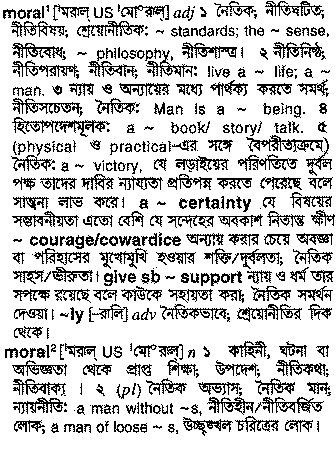 moral¹ ['মরাল্ US 'মোরাল্] adj ১ নৈতিক; নীতিঘটিত;
নীতিবিষয়; শ্রেয়োনীতিক: ~ standards; the ~ sense,
নীতিবোধ; ~ philosophy, নীতিশাস্ত্র। ২ নীতিনিষ্ঠ;
নীতিপরায়ণ; নীতিবান; নীতিমান: live a ~ life; a ~
man. ৩ ন্যায় ও অন্যায়ের মধ্যে পার্থক্য করতে সমর্থ;
নীতিসচেতন; নৈতিক: Man is a ~ being. ৪
হিতোপদেশমূলক: a ~ book/ story/ talk. ৫
(physical ও practical–এর সঙ্গে বৈপরীত্যক্রমে)
নৈতিক: a ~ victory, যে লড়াইয়ের পরিণতিতে দুর্বল
পক্ষ তাদের দাবির ন্যায্যতা প্রতিপন্ন করতে পেরেছে বলে
সান্ত্বনা লাভ করে। a ~ certainty যে বিষয়ের
সম্ভাবনীয়তা এতো বেশি যে সন্দেহের অবকাশ নিতান্ত ক্ষীণ
~ courage/cowardice অন্যায় করার চেয়ে অবজ্ঞা
বা পরিহাসের মুখোমুখি হওয়ার শক্তি/দুর্বলতা; নৈতিক
সাহস/ভীরুতা। give sb ~ support ন্যায় ও ধর্ম তার
সপক্ষে রয়েছে বলে কাউকে সহায়তা করা; নৈতিক সমর্থন
দেওয়া। ~ly [–রালি] adv নৈতিকভাবে; শ্রেয়োনীতির দিক
থেকে।
moral² ['মরাল্ US 'মোরাল্] n ১ কাহিনী, ঘটনা বা
অভিজ্ঞতা থেকে প্রাপ্ত শিক্ষা; উপদেশ; নীতিকথা;
নীতিবাক্য। ২ (pl) নৈতিক অভ্যাস; নৈতিক মান;
ন্যায়নীতি: a man without ~s, নীতিহীন/নীতিবর্জিত
লোক; a man of loose ~ s, উচ্ছৃঙ্খল চরিত্রের লোক।